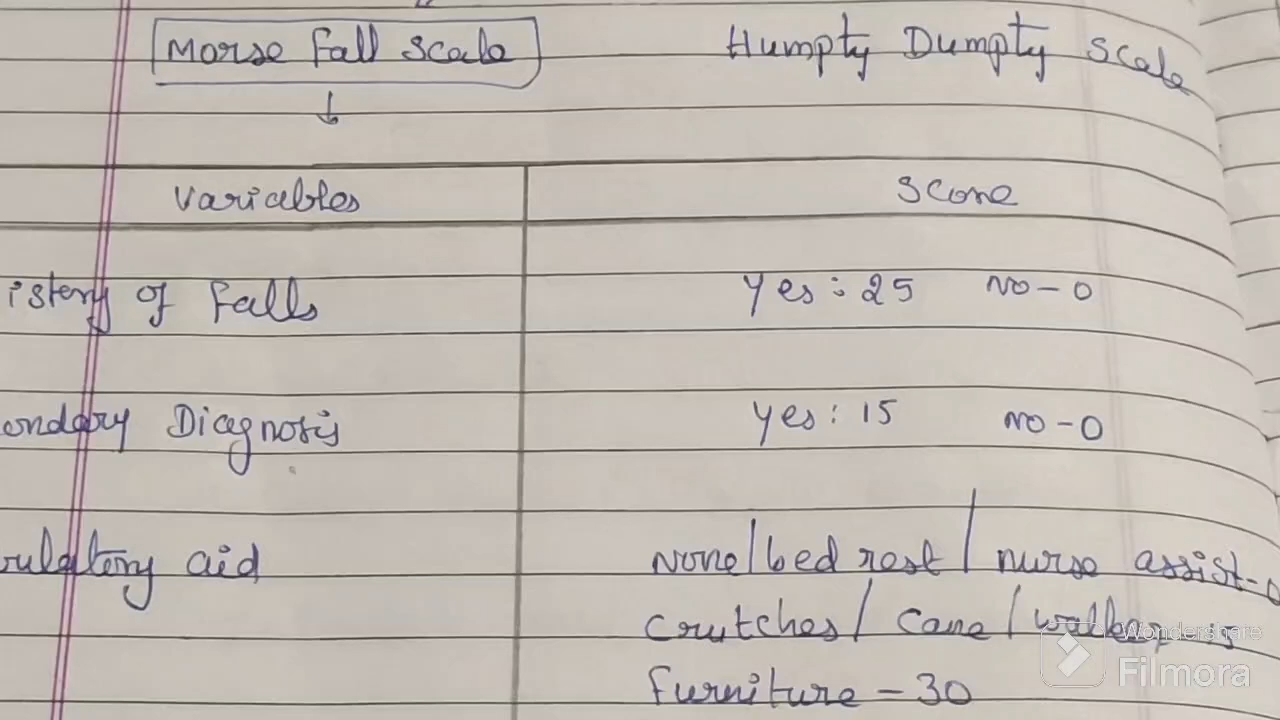 Morse Fall Scale
Humpty Dumpty Scale
Variables Score
istory of Falls yes: 25 no-0
ondary Diagnosis yes: 15 no-0
ulatory aid none/bed rest/nurse assist-0
crutches/cane/walker-15
Furniture-30
Wondershare
Filmora